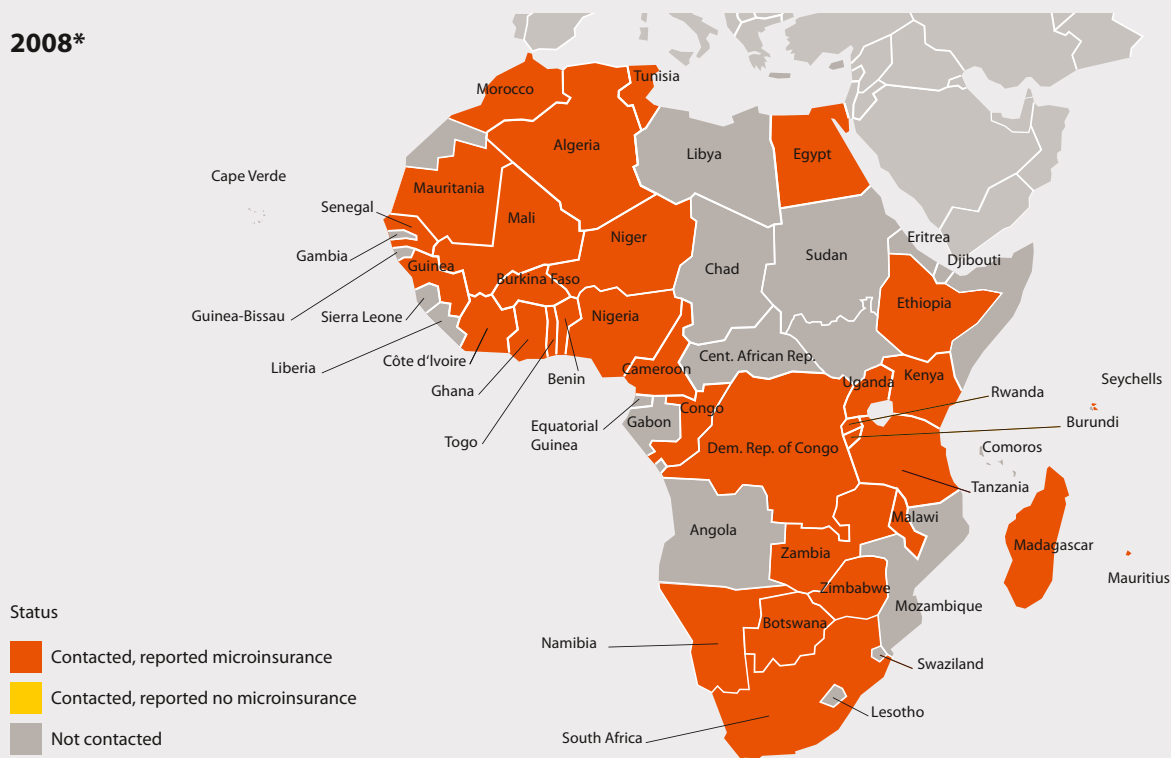 2008*
Tunisia
Morocco
Algeria
Libya
Egypt
Cape Verde
Mauritania
Senegal
Mali
Niger
Gambia
Guinea
Burkina Faso
Chad
Sudan
Eritrea
Djibouti
Ethiopia
Guinea-Bissau
Sierra Leone
Nigeria
Liberia
Côte d'Ivoire
Ghana
Benin
Cameroon
Cent. African Rep.
Uganda
Kenya
Seychells
Rwanda
Togo
Equatorial
Guinea
Gabon
Congo
Burundi
Dem. Rep. of Congo
Comoros
Tanzania
Angola
Malawi
Madagascar
Zambia
Mauritius
Zimbabwe
Mozambique
Botswana
Namibia
Swaziland
Lesotho
South Africa
Status
Contacted, reported microinsurance
Contacted, reported no microinsurance
Not contacted